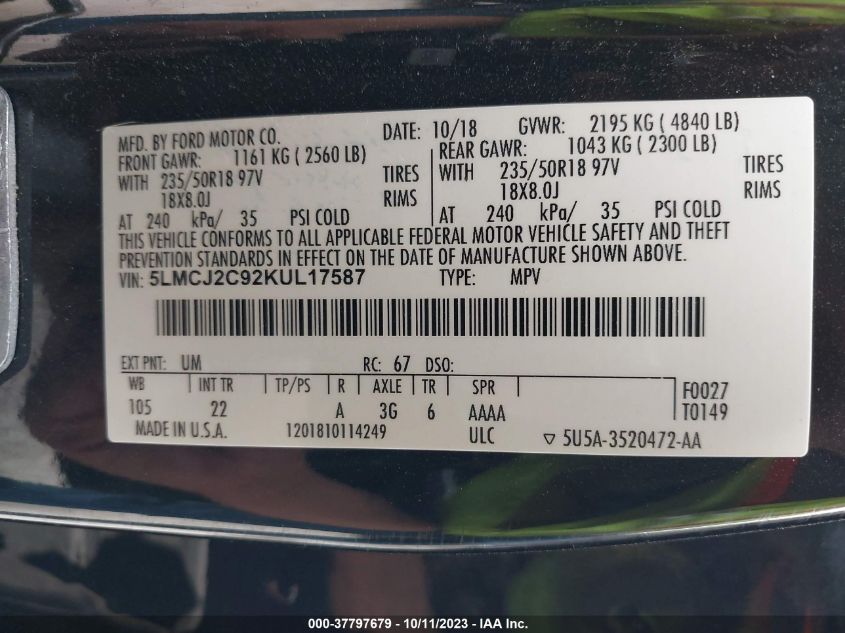 MFD. BY FORD MOTOR CO. DATE: 10/18 GVWR: 2195 KG ( 4840 LB)
FRONT GAWR: 1161 KG ( 2560 LB) REAR GAWR: 1043 KG ( 2300 LB)
WITH 235/50R18 97V TIRES WITH 235/50R18 97V TIRES
18X8.0J RIMS 18X8.0J RIMS
AT 240 kPa/ 35 PSI COLD AT 240 kPa/ 35 PSI COLD
THIS VEHICLE CONFORMS TO ALL APPLICABLE FEDERAL MOTOR VEHICLE SAFETY AND THEFT
PREVENTION STANDARDS IN EFFECT ON THE DATE OF MANUFACTURE SHOWN ABOVE.
VIN: 5LMCJ2C92KUL17587 TYPE: MPV
EXT PNT: UM RC: 67 DSO:
WB INT TR TP/PS R AXLE TR SPR F0027
105 22 A 3G 6 AAAA T0149
MADE IN U.S.A. 1201810114249 ULC ▽ 5U5A-3520472-AA
000-37797679 - 10/11/2023 - IAA Inc.